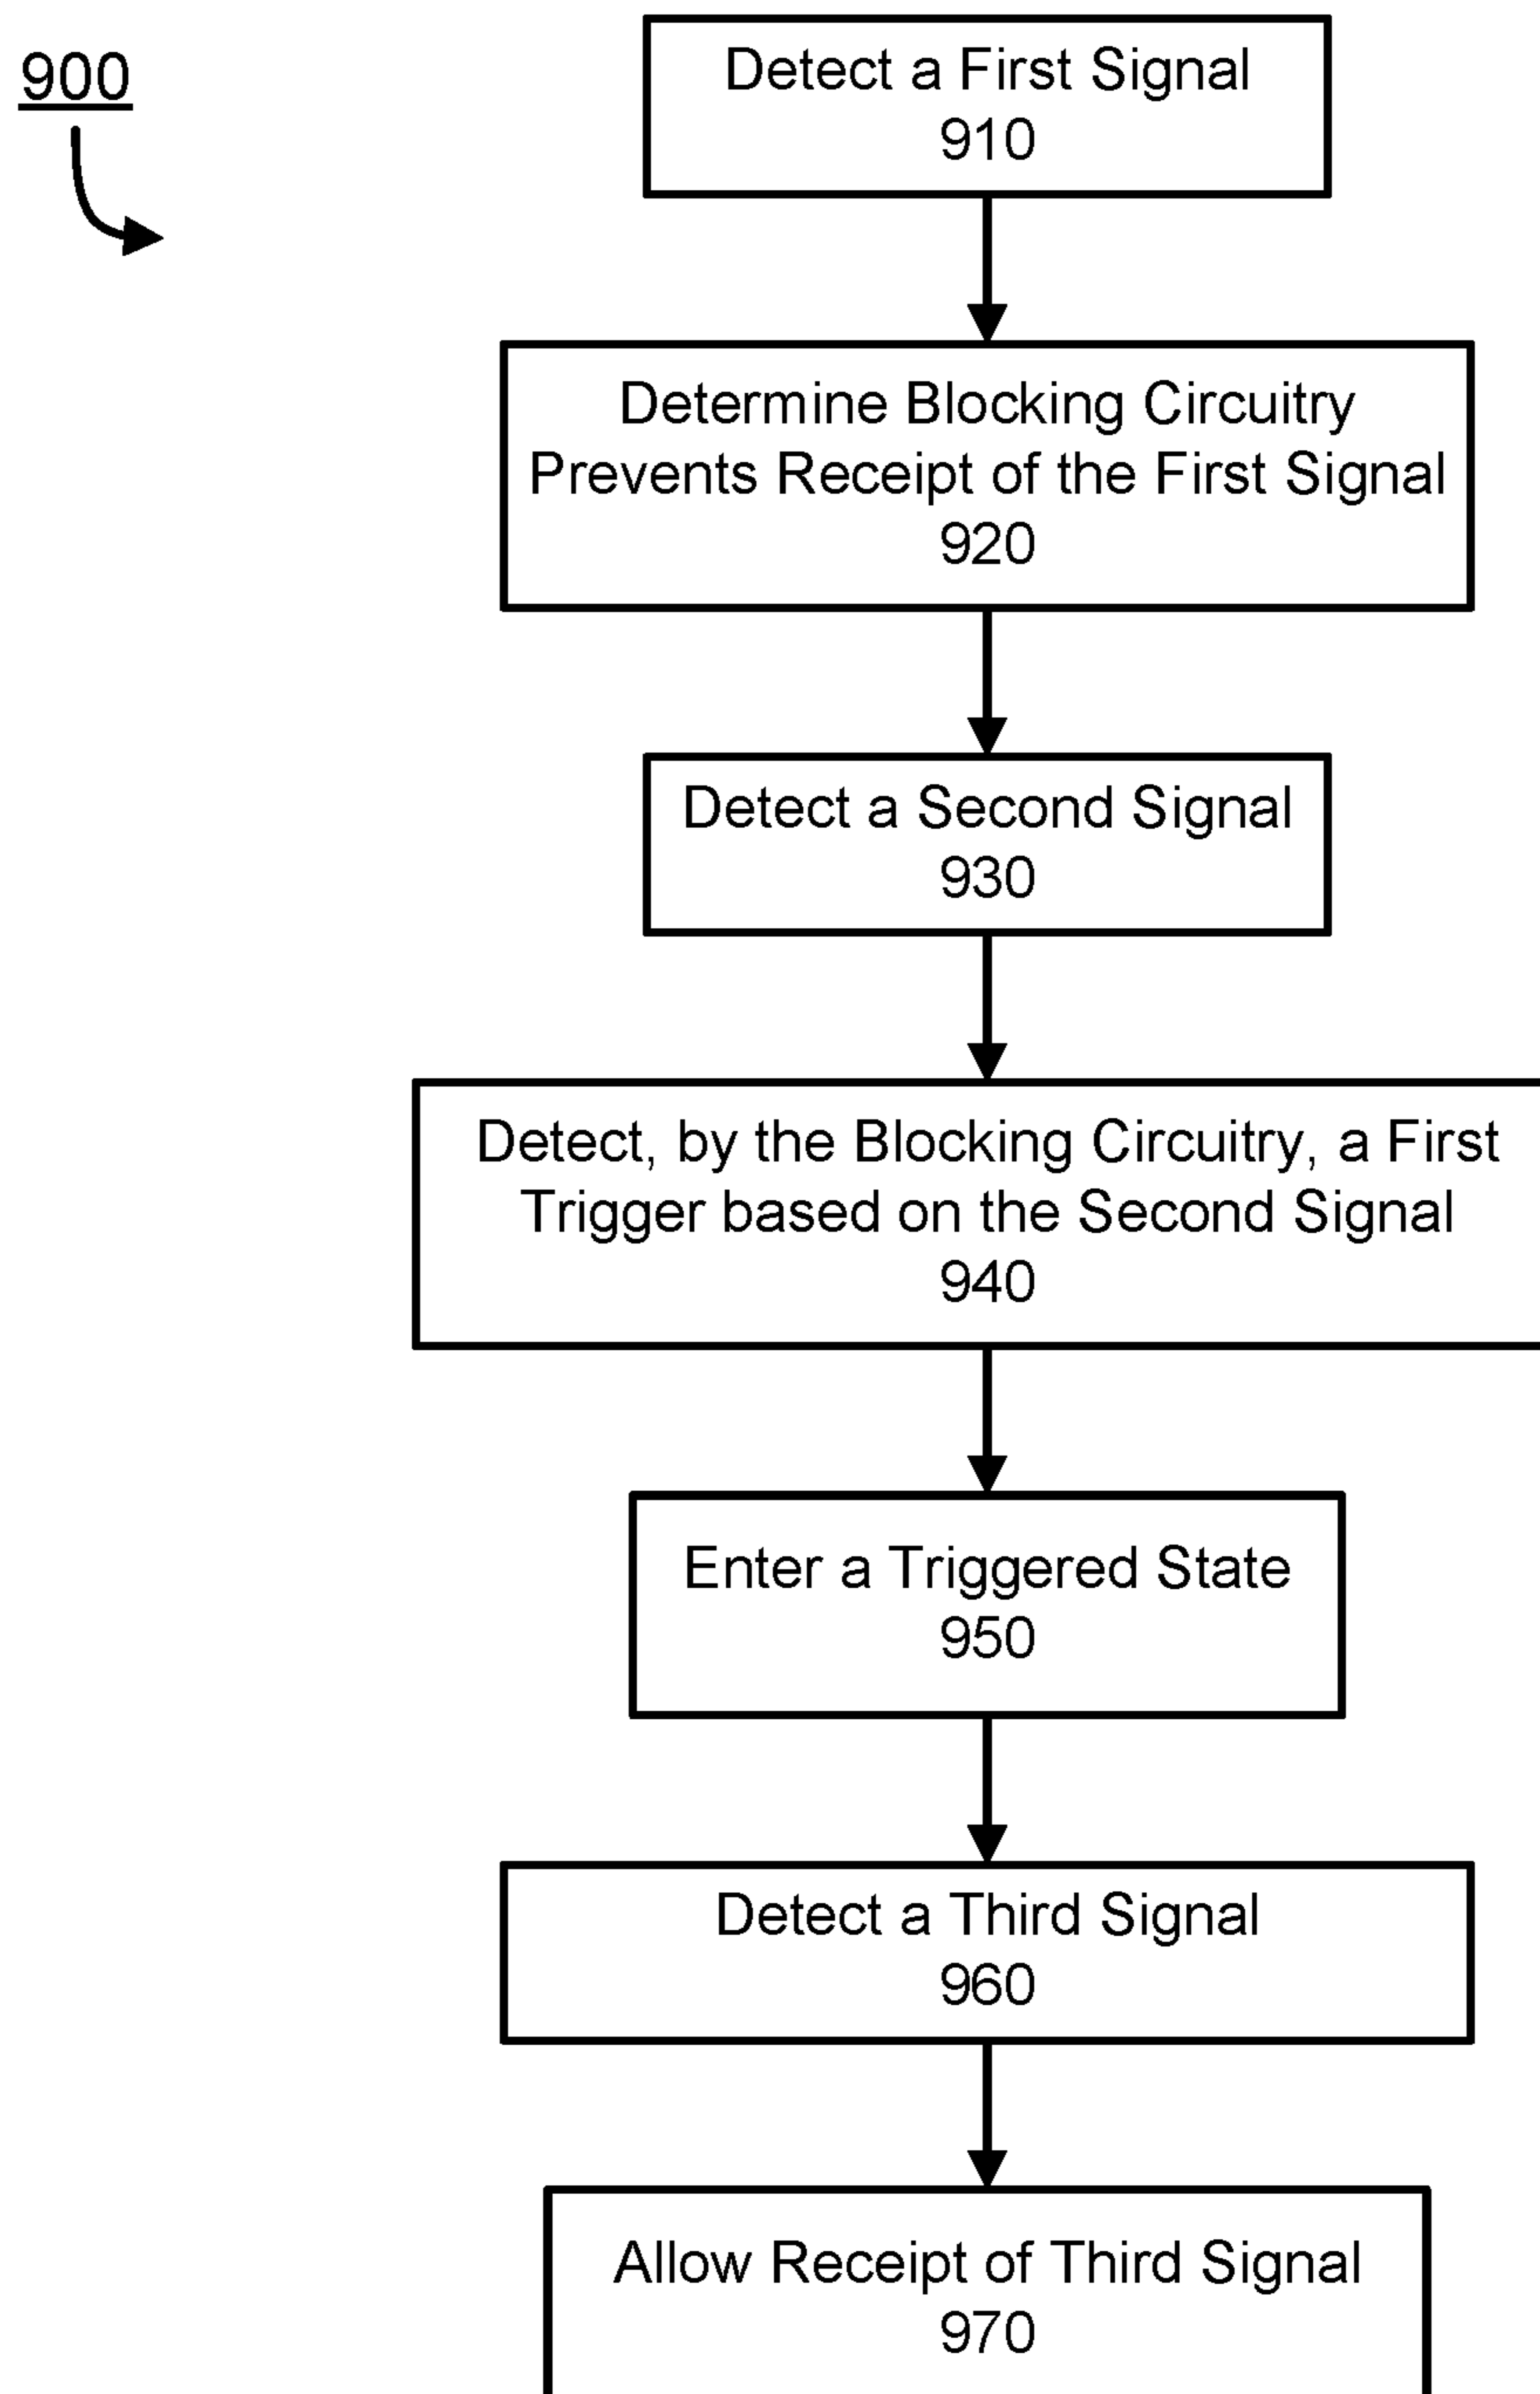 900
Detect a First Signal
910
Determine Blocking Circuitry
Prevents Receipt of the First Signal
920
Detect a Second Signal
930
Detect, by the Blocking Circuitry, a First
Trigger based on the Second Signal
940
Enter a Triggered State
950
Detect a Third Signal
960
Allow Receipt of Third Signal
970